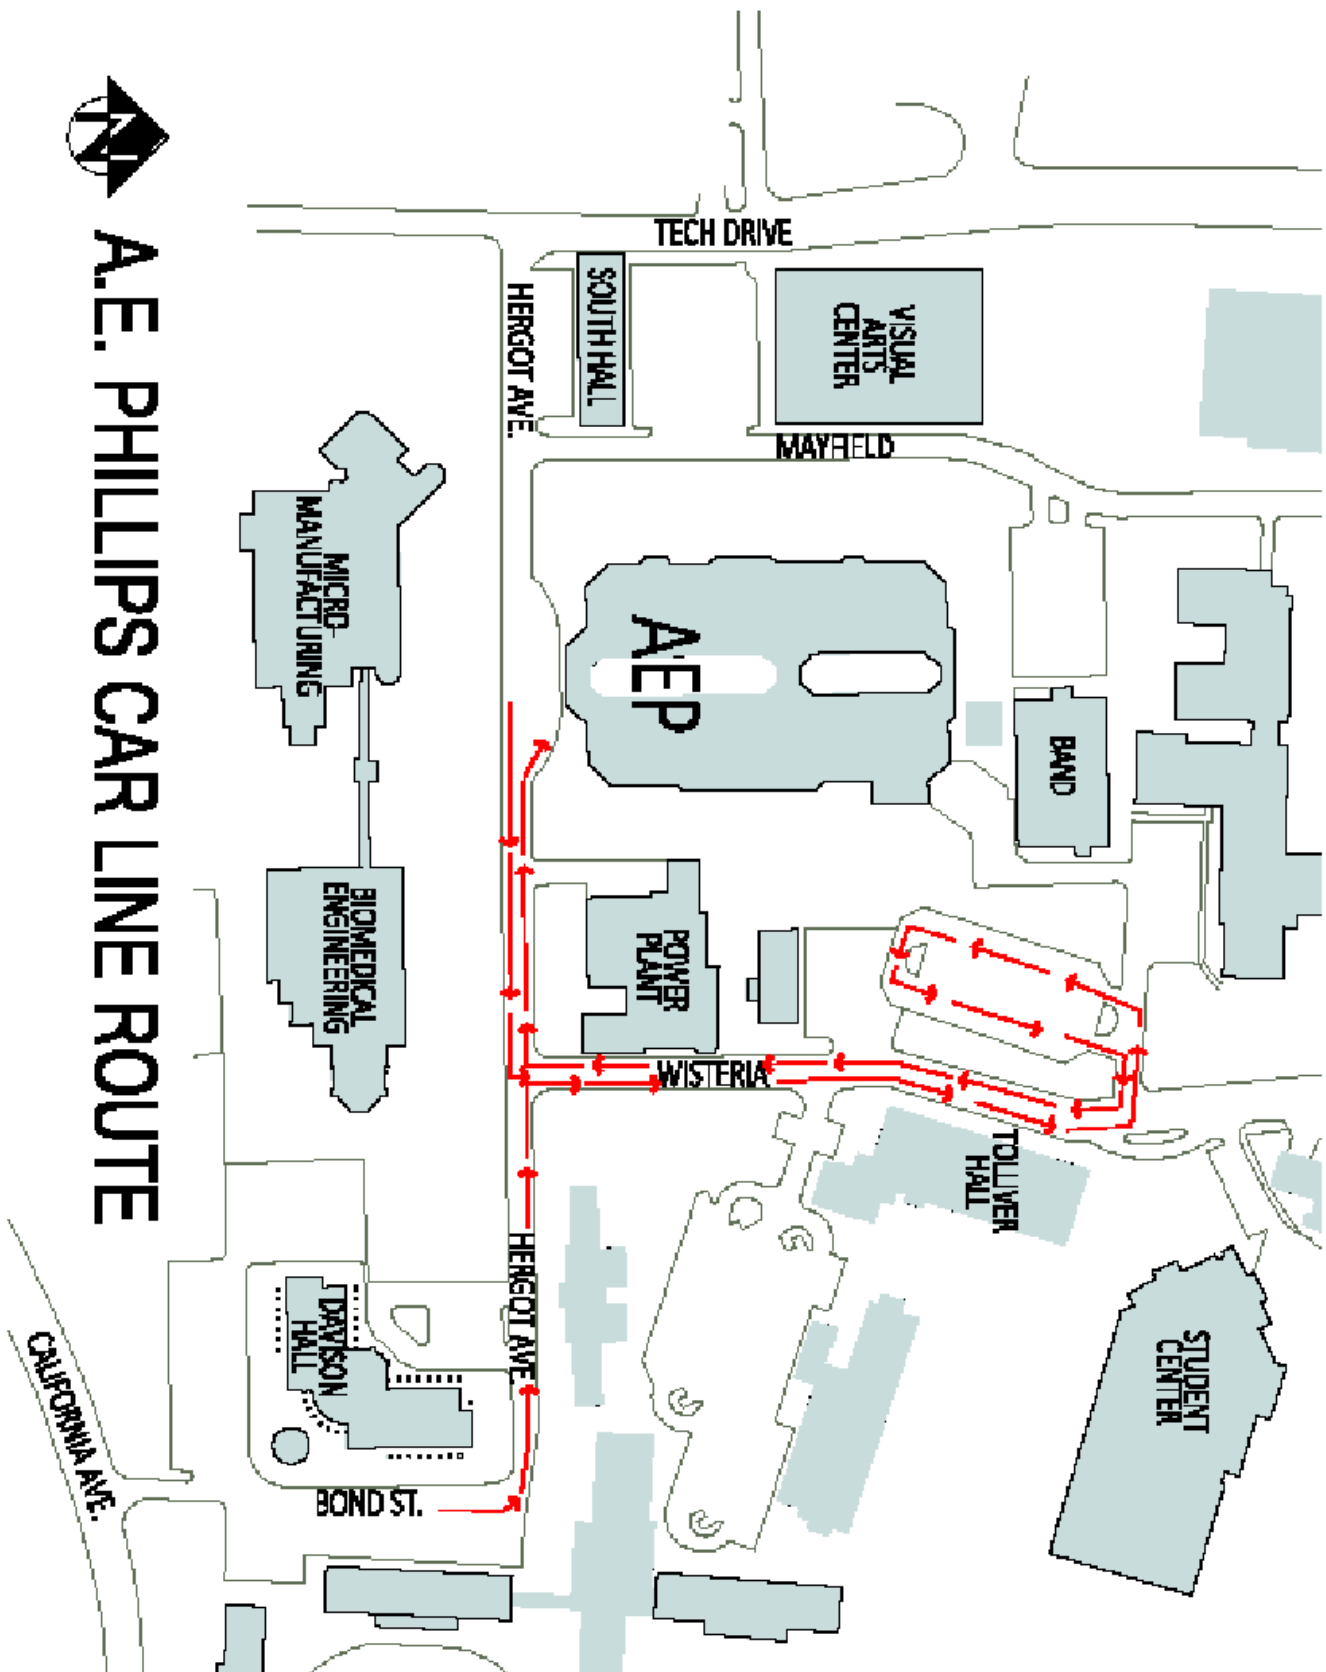 N
A.E. PHILLIPS CAR LINE ROUTE
TECH DRIVE
HERGOT AVE.
SOUTH HALL
VISUAL
ARTS
CENTER
MAYFIELD
MICRO-
MANUFACTURING
AEP
BAND
BIOMEDICAL
ENGINEERING
POWER
PLANT
WISTERIA
TOLLIVER
HALL
HERGOT AVE.
DAVISON
HALL
STUDENT
CENTER
CALIFORNIA AVE.
BOND ST.